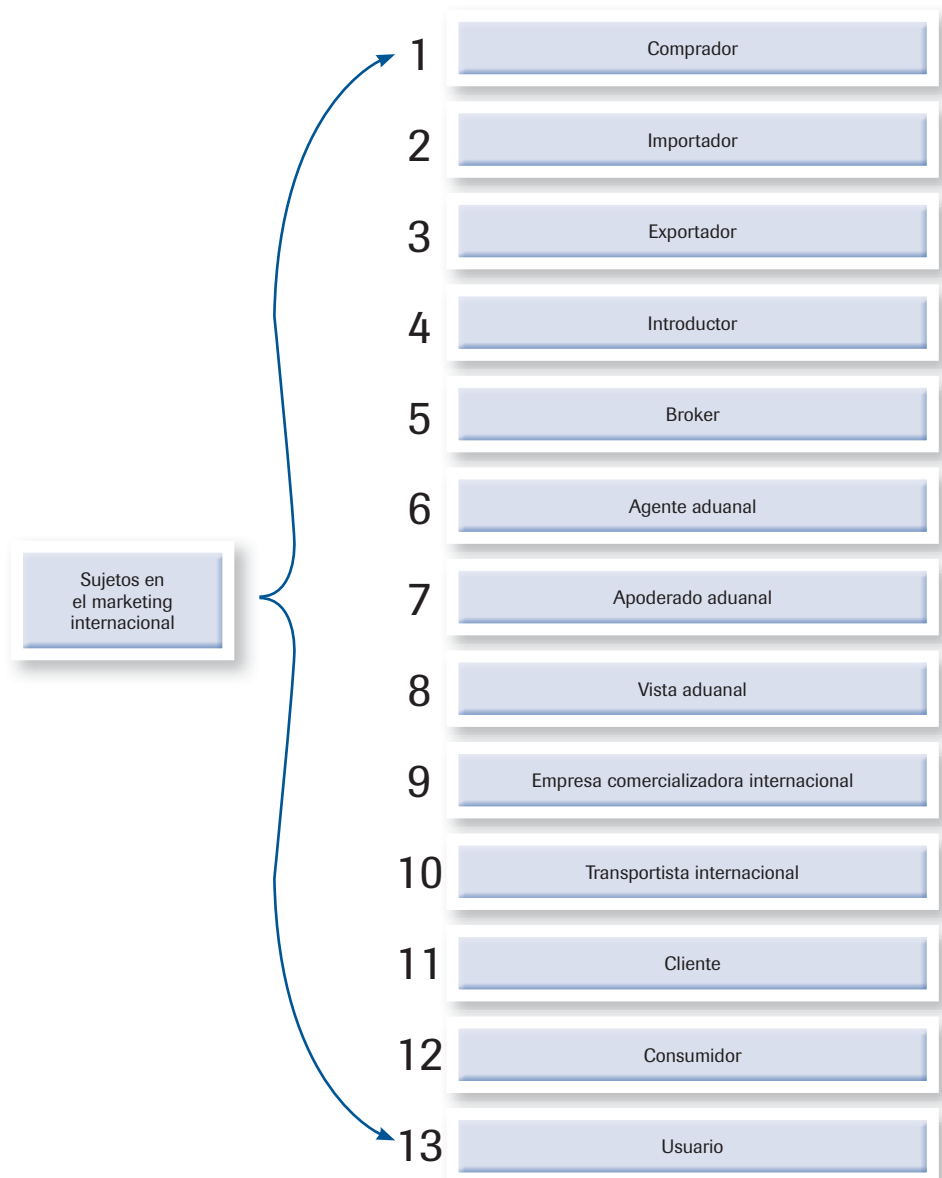 1 Comprador
2 Importador
3 Exportador
4 Introductor
5 Broker
6 Agente aduanal
Sujetos en
el marketing
internacional
7 Apoderado aduanal
8 Vista aduanal
9 Empresa comercializadora internacional
10 Transportista internacional
11 Cliente
12 Consumidor
13 Usuario